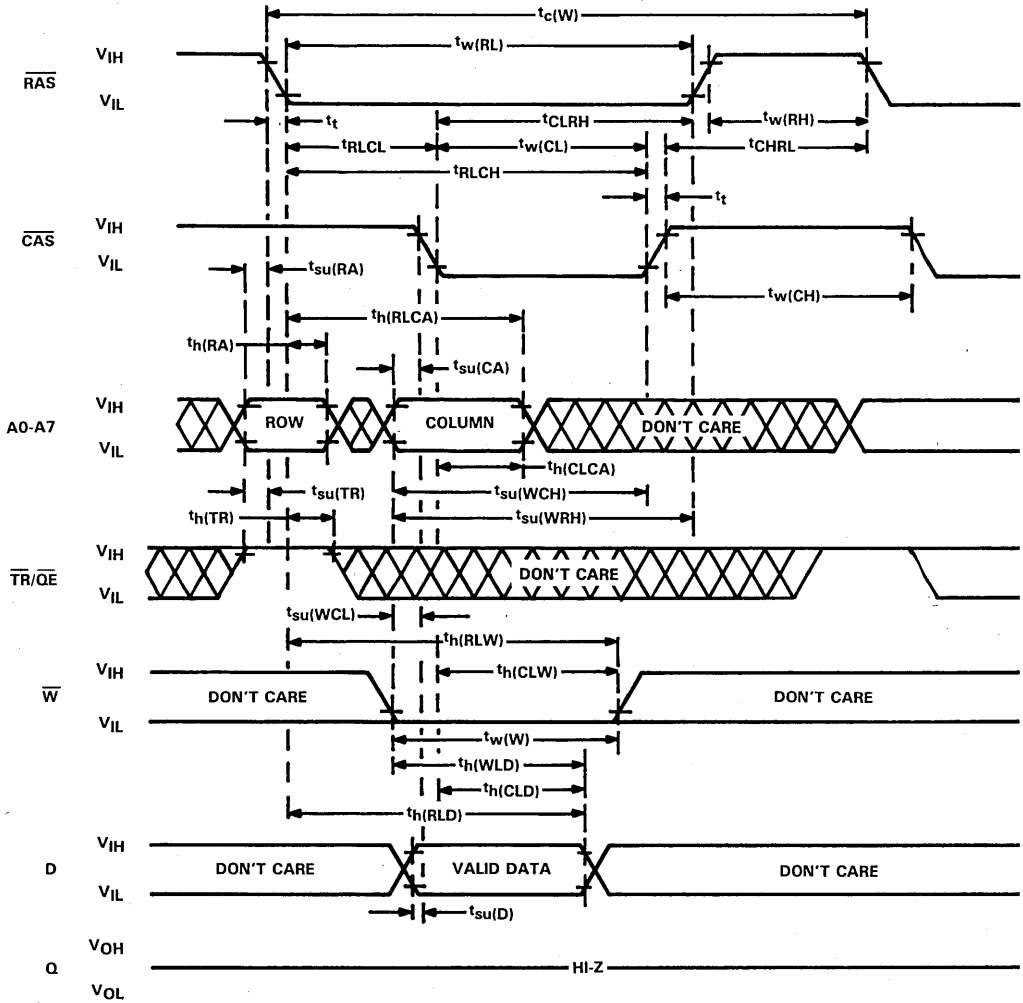 tc(W)
VIH
tw(RL)
RAS
VIL
tt
tCLRH
tw(RH)
tRLCL
tw(CL)
tCHRL
tRLCH
tt
VIH
CAS
VIL
tsu(RA)
tw(CH)
th(RLCA)
th(RA)
tsu(CA)
VIH
A0-A7
ROW
COLUMN
DON'T CARE
VIL
th(CLCA)
tsu(TR)
tsu(WCH)
th(TR)
tsu(WRH)
VIH
TR/QE
DON'T CARE
VIL
tsu(WCL)
th(RLW)
VIH
th(CLW)
W
DON'T CARE
DON'T CARE
VIL
tw(W)
th(WLD)
th(CLD)
th(RLD)
VIH
D
DON'T CARE
VALID DATA
DON'T CARE
VIL
tsu(D)
VOH
Q
HI-Z
VOL